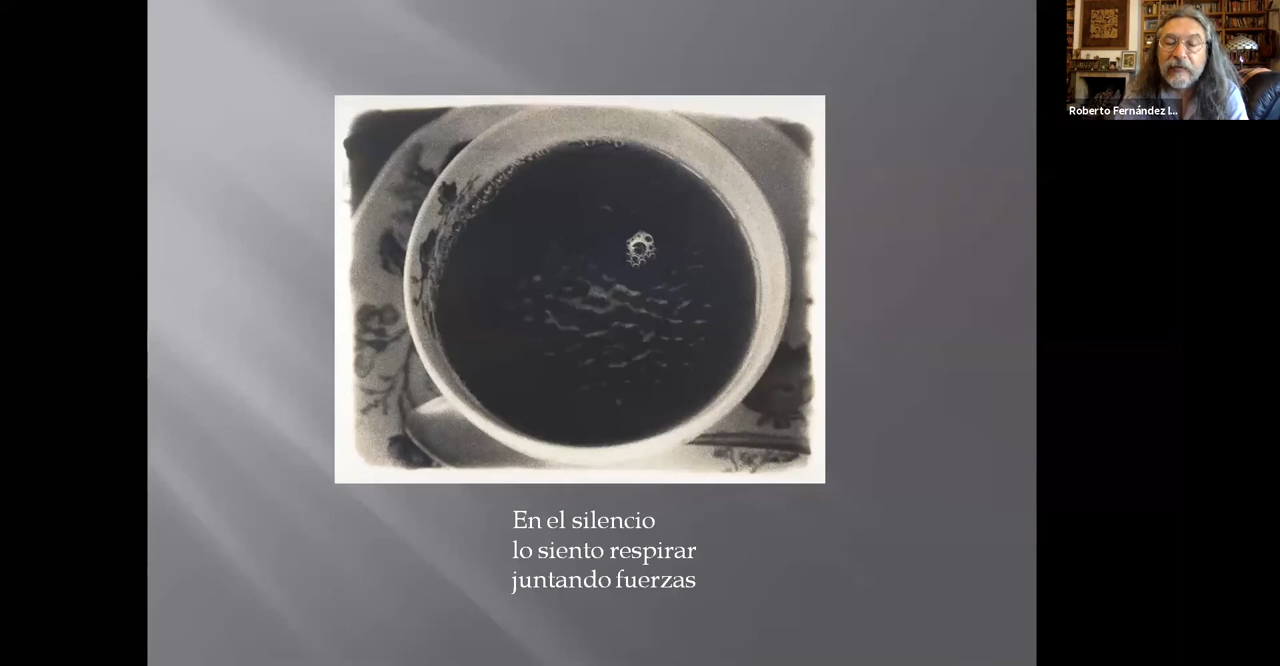 Roberto Fernández I...
En el silencio
lo siento respirar
juntando fuerzas